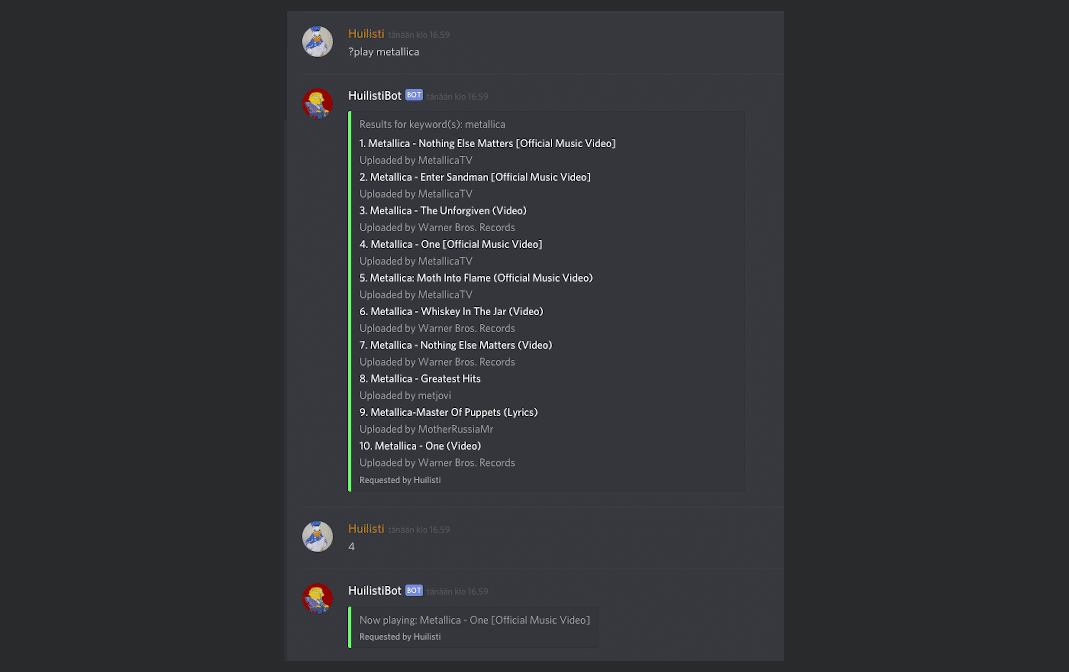 Huilisti tänään klo 16.59
?play metallica
HuilistiBot BOT tänään klo 16.59
Results for keyword(s): metallica
1. Metallica - Nothing Else Matters [Official Music Video]
Uploaded by MetallicaTV
2. Metallica - Enter Sandman [Official Music Video]
Uploaded by MetallicaTV
3. Metallica - The Unforgiven (Video)
Uploaded by Warner Bros. Records
4. Metallica - One [Official Music Video]
Uploaded by MetallicaTV
5. Metallica: Moth Into Flame (Official Music Video)
Uploaded by MetallicaTV
6. Metallica - Whiskey In The Jar (Video)
Uploaded by Warner Bros. Records
7. Metallica - Nothing Else Matters (Video)
Uploaded by Warner Bros. Records
8. Metallica - Greatest Hits
Uploaded by metjovi
9. Metallica-Master Of Puppets (Lyrics)
Uploaded by MotherRussiaMr
10. Metallica - One (Video)
Uploaded by Warner Bros. Records
Requested by Huilisti
Huilisti tänään klo 16.59
4
HuilistiBot BOT tänään klo 16.59
Now playing: Metallica - One [Official Music Video]
Requested by Huilisti